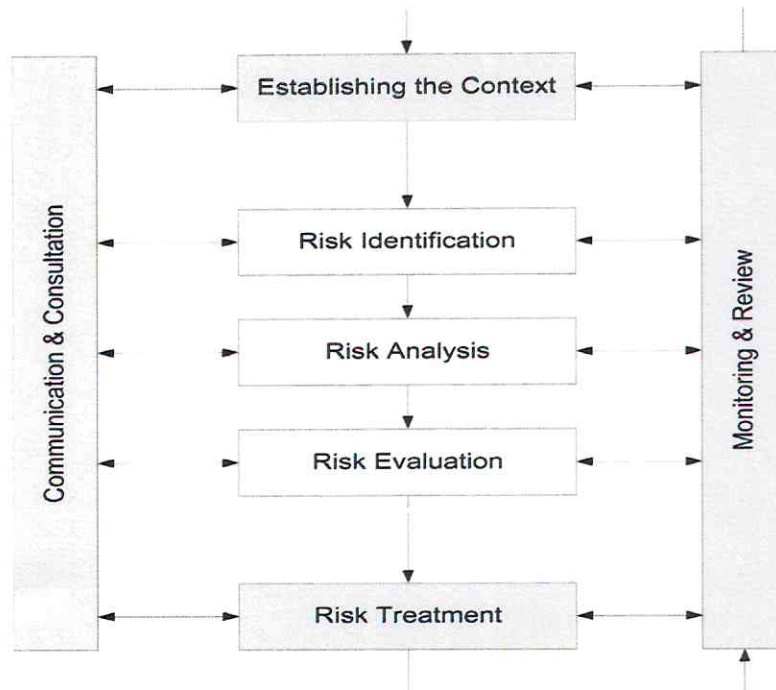 Establishing the Context
Risk Identification
Risk Analysis
Risk Evaluation
Risk Treatment
Communication & Consultation
Monitoring & Review